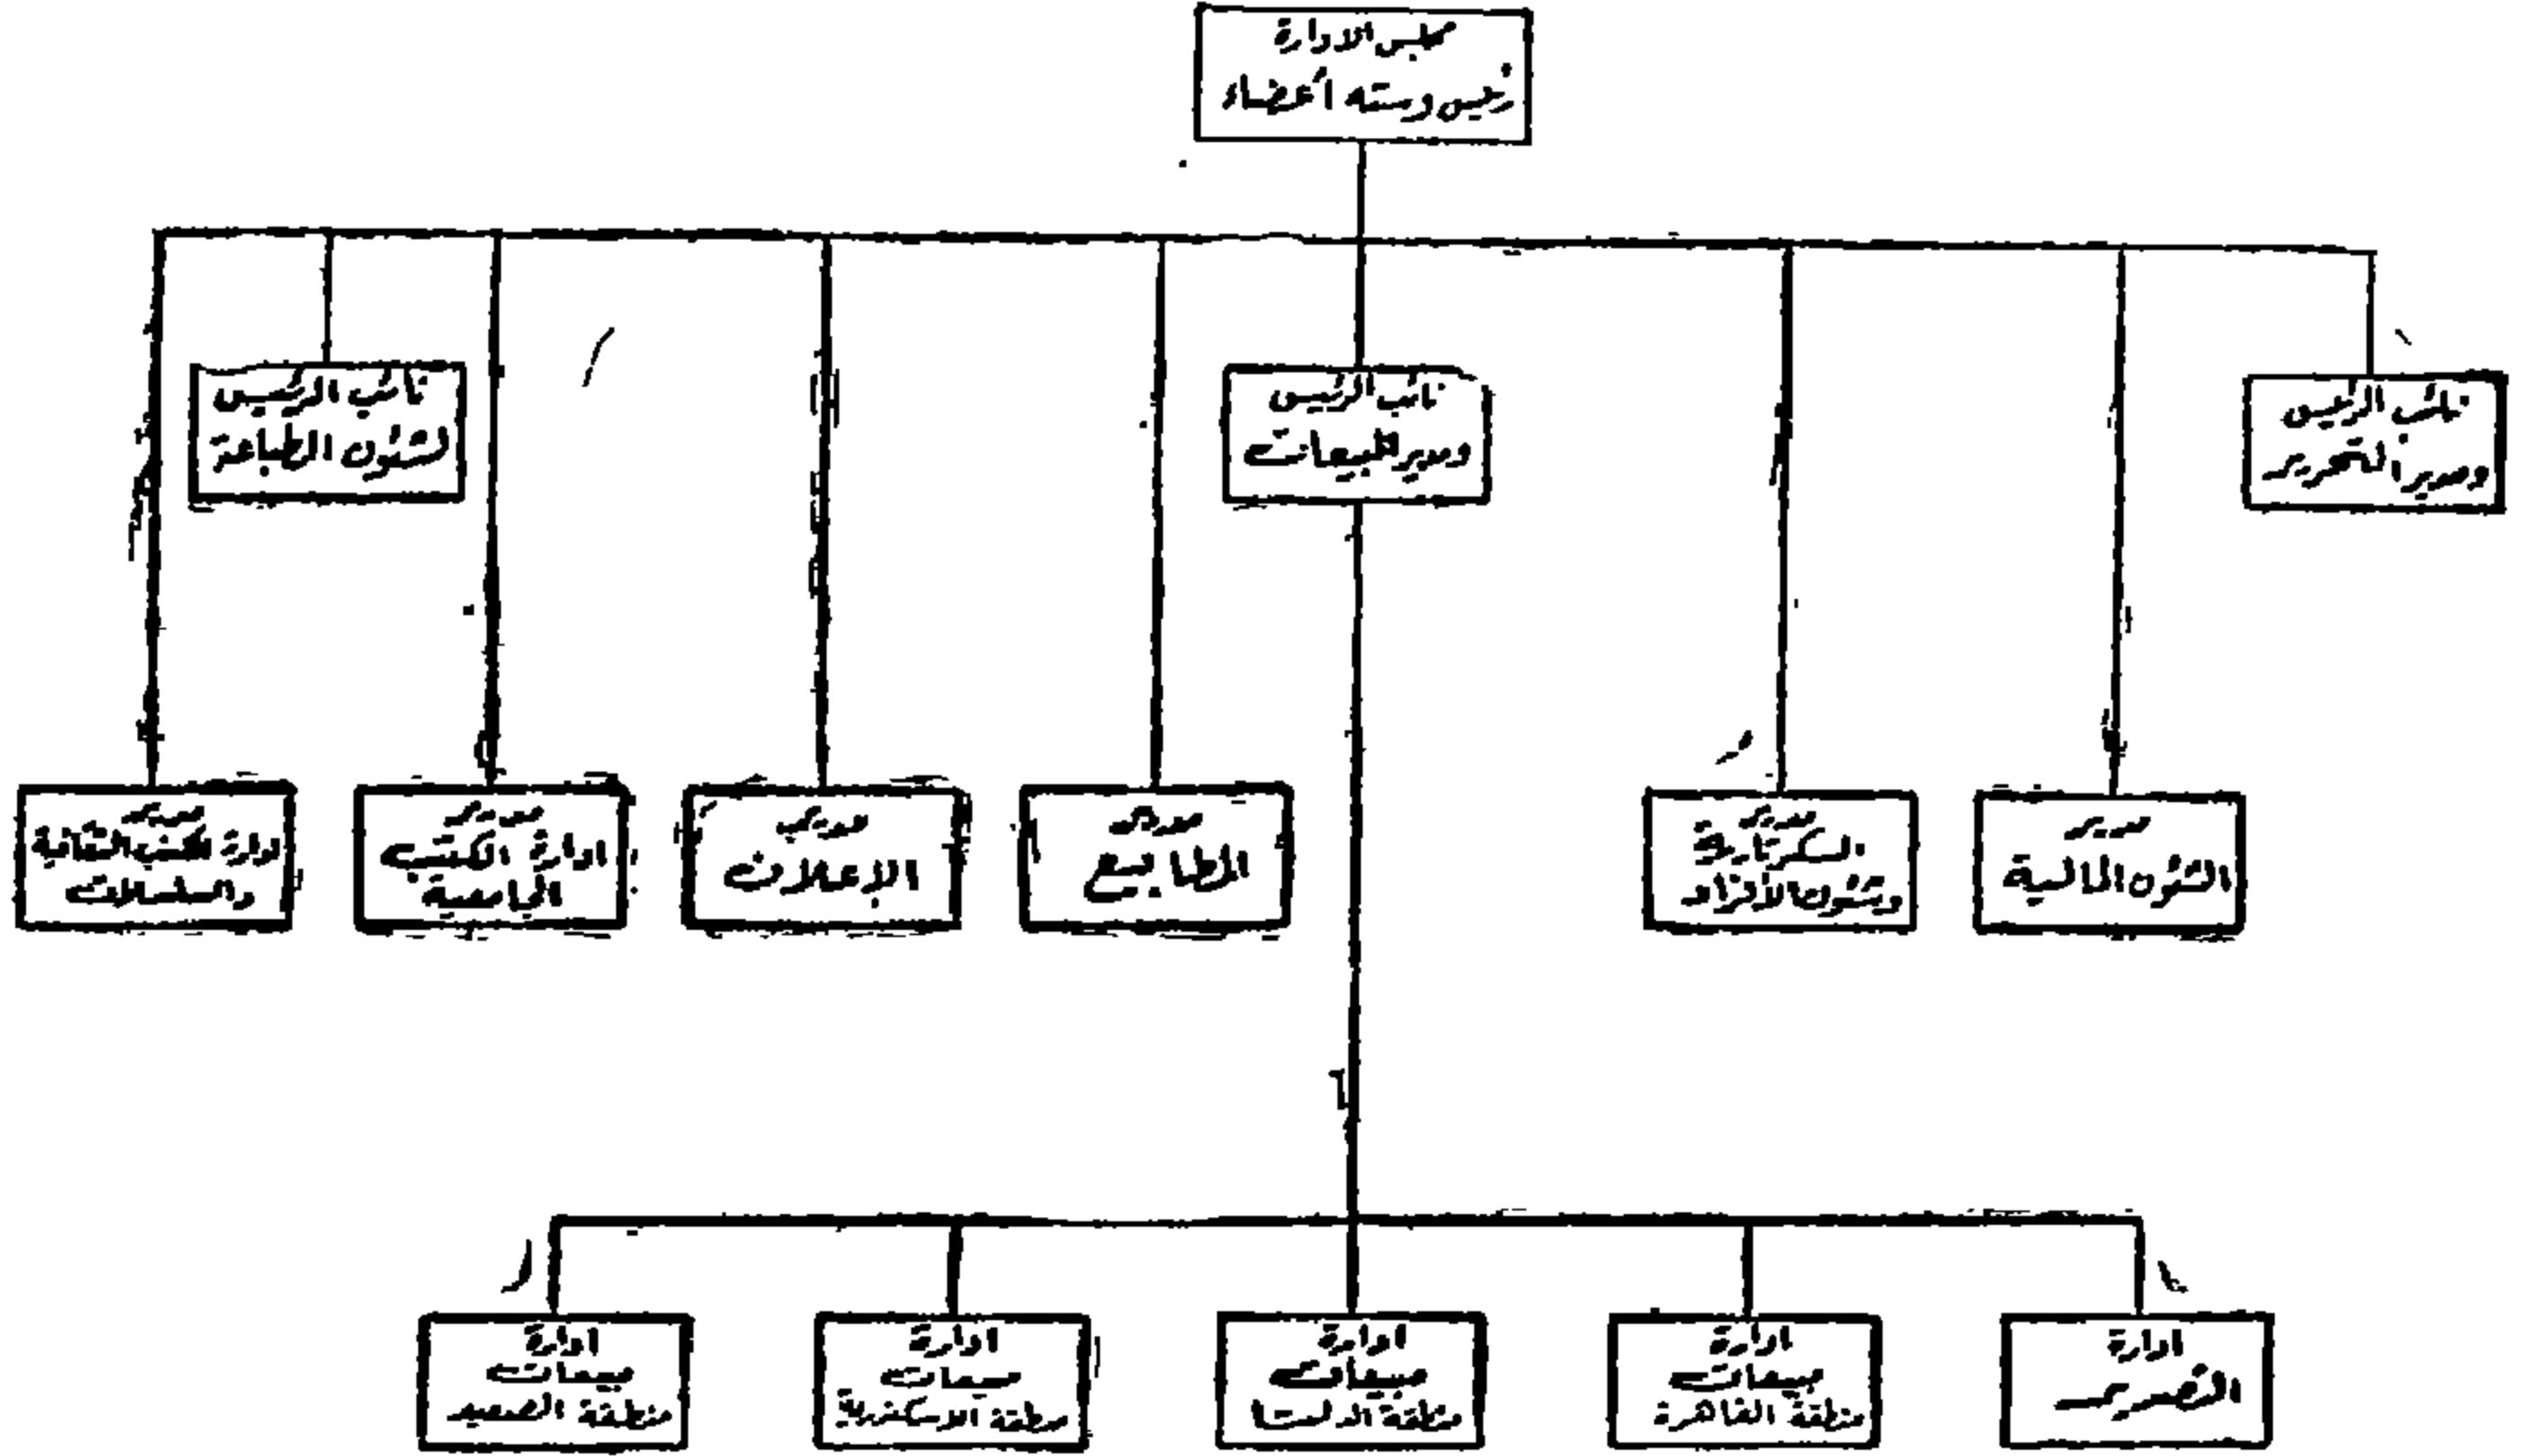 مجلس الادارة
رئيس وسته أعضاء
نائب الرئيس
ومدير التحرير
نائب الرئيس
ومدير المبيعات
نائب الرئيس
لشئون الطباعة
مدير
الشئون المالية
مدير
السكرتارية
وشئون الأفراد
مدير
المطابع
مدير
الإعلان
مدير
ادارة الكتب
الجامعية
مدير
ادارة الكتب الثقافية
والسلسلات
ادارة
التصدير
ادارة
مبيعات
منطقة القاهرة
ادارة
مبيعات
منطقة الدلتا
ادارة
مبيعات
منطقة الاسكندرية
ادارة
مبيعات
منطقة الصعيد